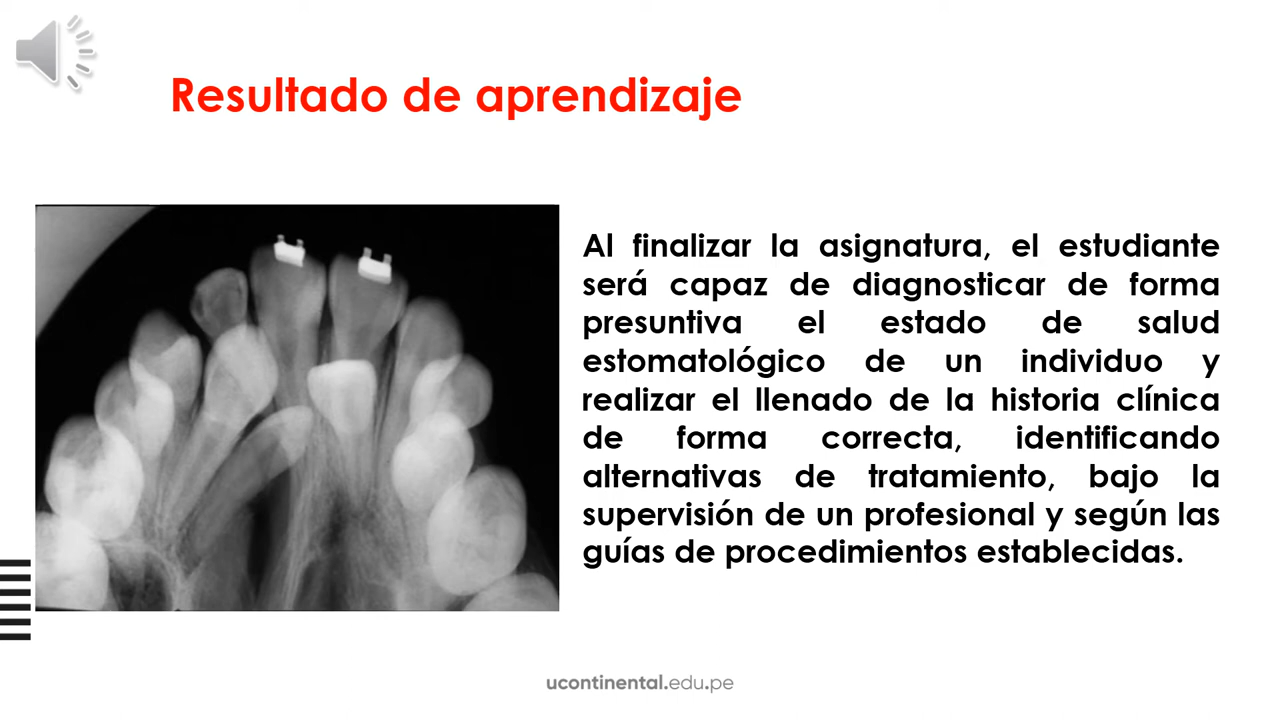 Resultado de aprendizaje
Al finalizar la asignatura, el estudiante
será capaz de diagnosticar de forma
presuntiva el estado de salud
estomatológico de un individuo y
realizar el llenado de la historia clínica
de forma correcta, identificando
alternativas de tratamiento, bajo la
supervisión de un profesional y según las
guías de procedimientos establecidas.
ucontinental.edu.pe